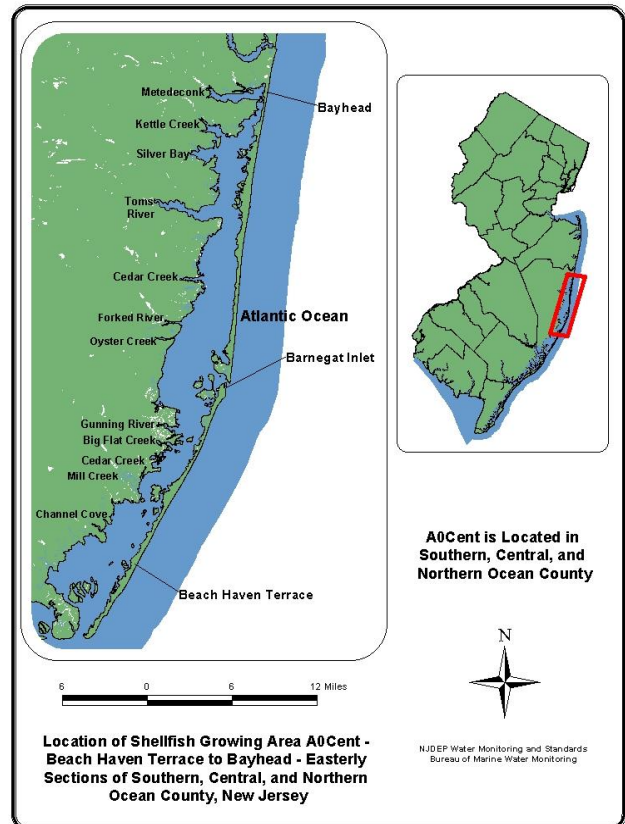 Metedeconk
Bayhead
Kettle Creek
Silver Bay
Toms
River
Cedar Creek
Atlantic Ocean
Forked River
Oyster Creek
Barnegat Inlet
Gunning River
Big Flat Creek
Cedar Creek
Mill Creek
Channel Cove
Beach Haven Terrace
6 0 6 12 Miles
Location of Shellfish Growing Area A0Cent -
Beach Haven Terrace to Bayhead - Easterly
Sections of Southern, Central, and Northern
Ocean County, New Jersey
A0Cent is Located in
Southern, Central, and
Northern Ocean County
N
NJDEP Water Monitoring and Standards
Bureau of Marine Water Monitoring